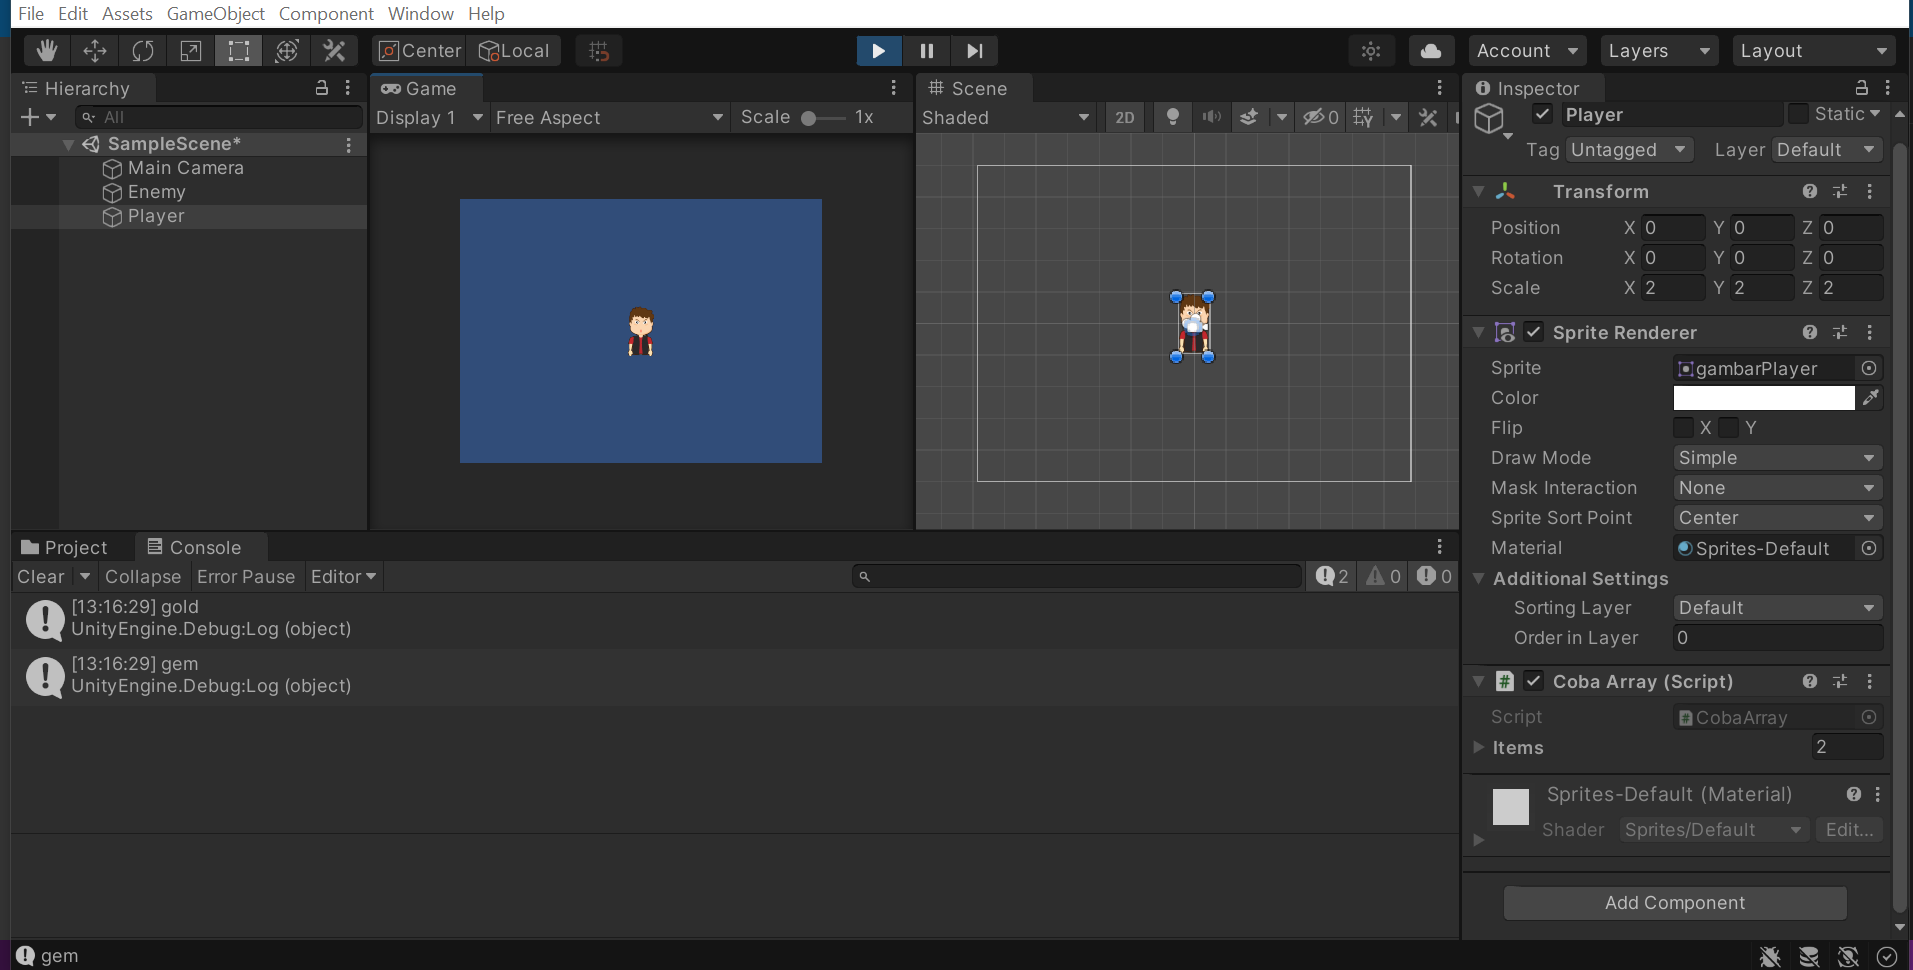 File Edit Assets GameObject Component Window Help
Center Local Account Layers Layout
Hierarchy
All
SampleScene*
Main Camera
Enemy
Player
Game
Display 1 Free Aspect Scale 1x
Scene
Shaded 2D 0
Inspector
Player Static
Tag Untagged Layer Default
Transform
Position X 0 Y 0 Z 0
Rotation X 0 Y 0 Z 0
Scale X 2 Y 2 Z 2
Sprite Renderer
Sprite gambarPlayer
Color
Flip X Y
Draw Mode Simple
Mask Interaction None
Sprite Sort Point Center
Material Sprites-Default
Additional Settings
Sorting Layer Default
Order in Layer 0
# Coba Array (Script)
Script # CobaArray
Items 2
Sprites-Default (Material)
Shader Sprites/Default Edit...
Add Component
Project Console
Clear Collapse Error Pause Editor 2 0 0
[13:16:29] gold
UnityEngine.Debug:Log (object)
[13:16:29] gem
UnityEngine.Debug:Log (object)
gem